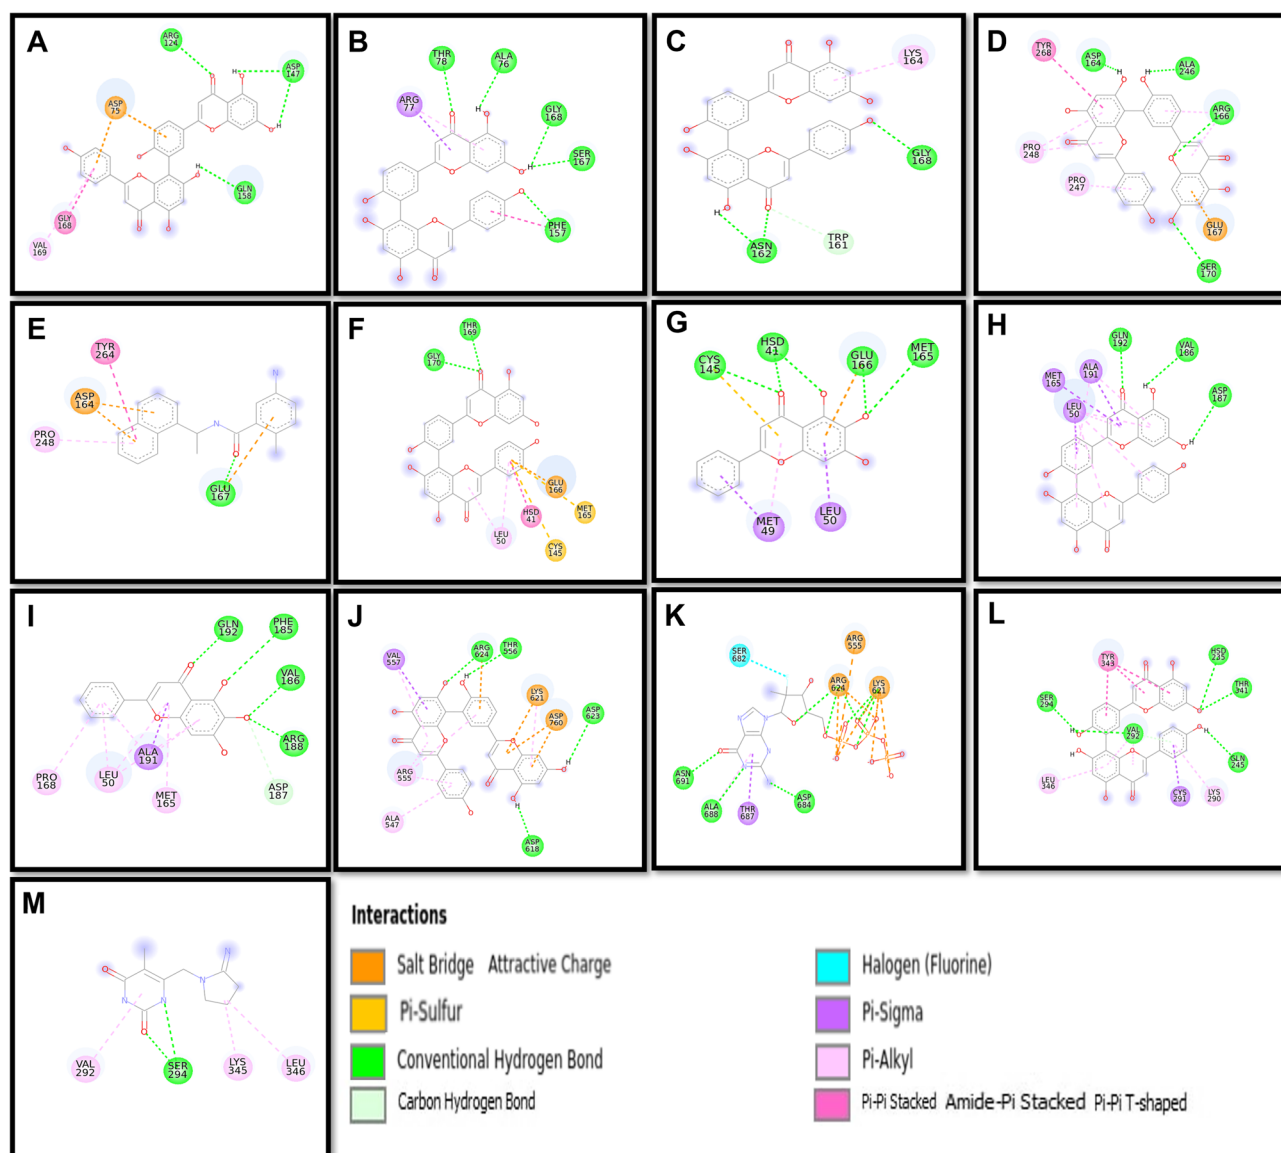 A
ARG
124
ASP
147
ASP
75
GLN
158
GLY
168
VAL
169
B
THR
78
ALA
76
ARG
77
GLY
168
SER
167
PHE
157
C
LYS
164
GLY
168
ASN
162
TRP
161
D
TYR
268
ASP
164
ALA
246
ARG
166
PRO
248
PRO
247
GLU
167
SER
170
E
TYR
264
ASP
164
PRO
248
GLU
167
F
THR
169
GLY
170
GLU
166
MET
165
HSD
41
LEU
50
CYS
145
G
CYS
145
HSD
41
GLU
166
MET
165
MET
49
LEU
50
H
GLN
192
VAL
186
ALA
191
MET
165
LEU
50
ASP
187
I
GLN
192
PHE
185
VAL
186
ARG
188
ALA
191
PRO
168
LEU
50
MET
165
ASP
187
J
VAL
557
ARG
624
THR
556
LYS
621
ASP
760
ASP
623
ARG
555
ALA
547
ASP
618
K
SER
682
ARG
555
ARG
624
LYS
621
ASN
691
ALA
688
THR
687
ASP
684
L
TYR
343
HSD
235
THR
341
SER
294
VAL
292
GLN
245
LEU
346
CYS
291
LYS
290
M
VAL
292
SER
294
LYS
345
LEU
346
Interactions
Salt Bridge Attractive Charge
Pi-Sulfur
Conventional Hydrogen Bond
Carbon Hydrogen Bond
Halogen (Fluorine)
Pi-Sigma
Pi-Alkyl
Pi-Pi Stacked Amide-Pi Stacked Pi-Pi T-shaped